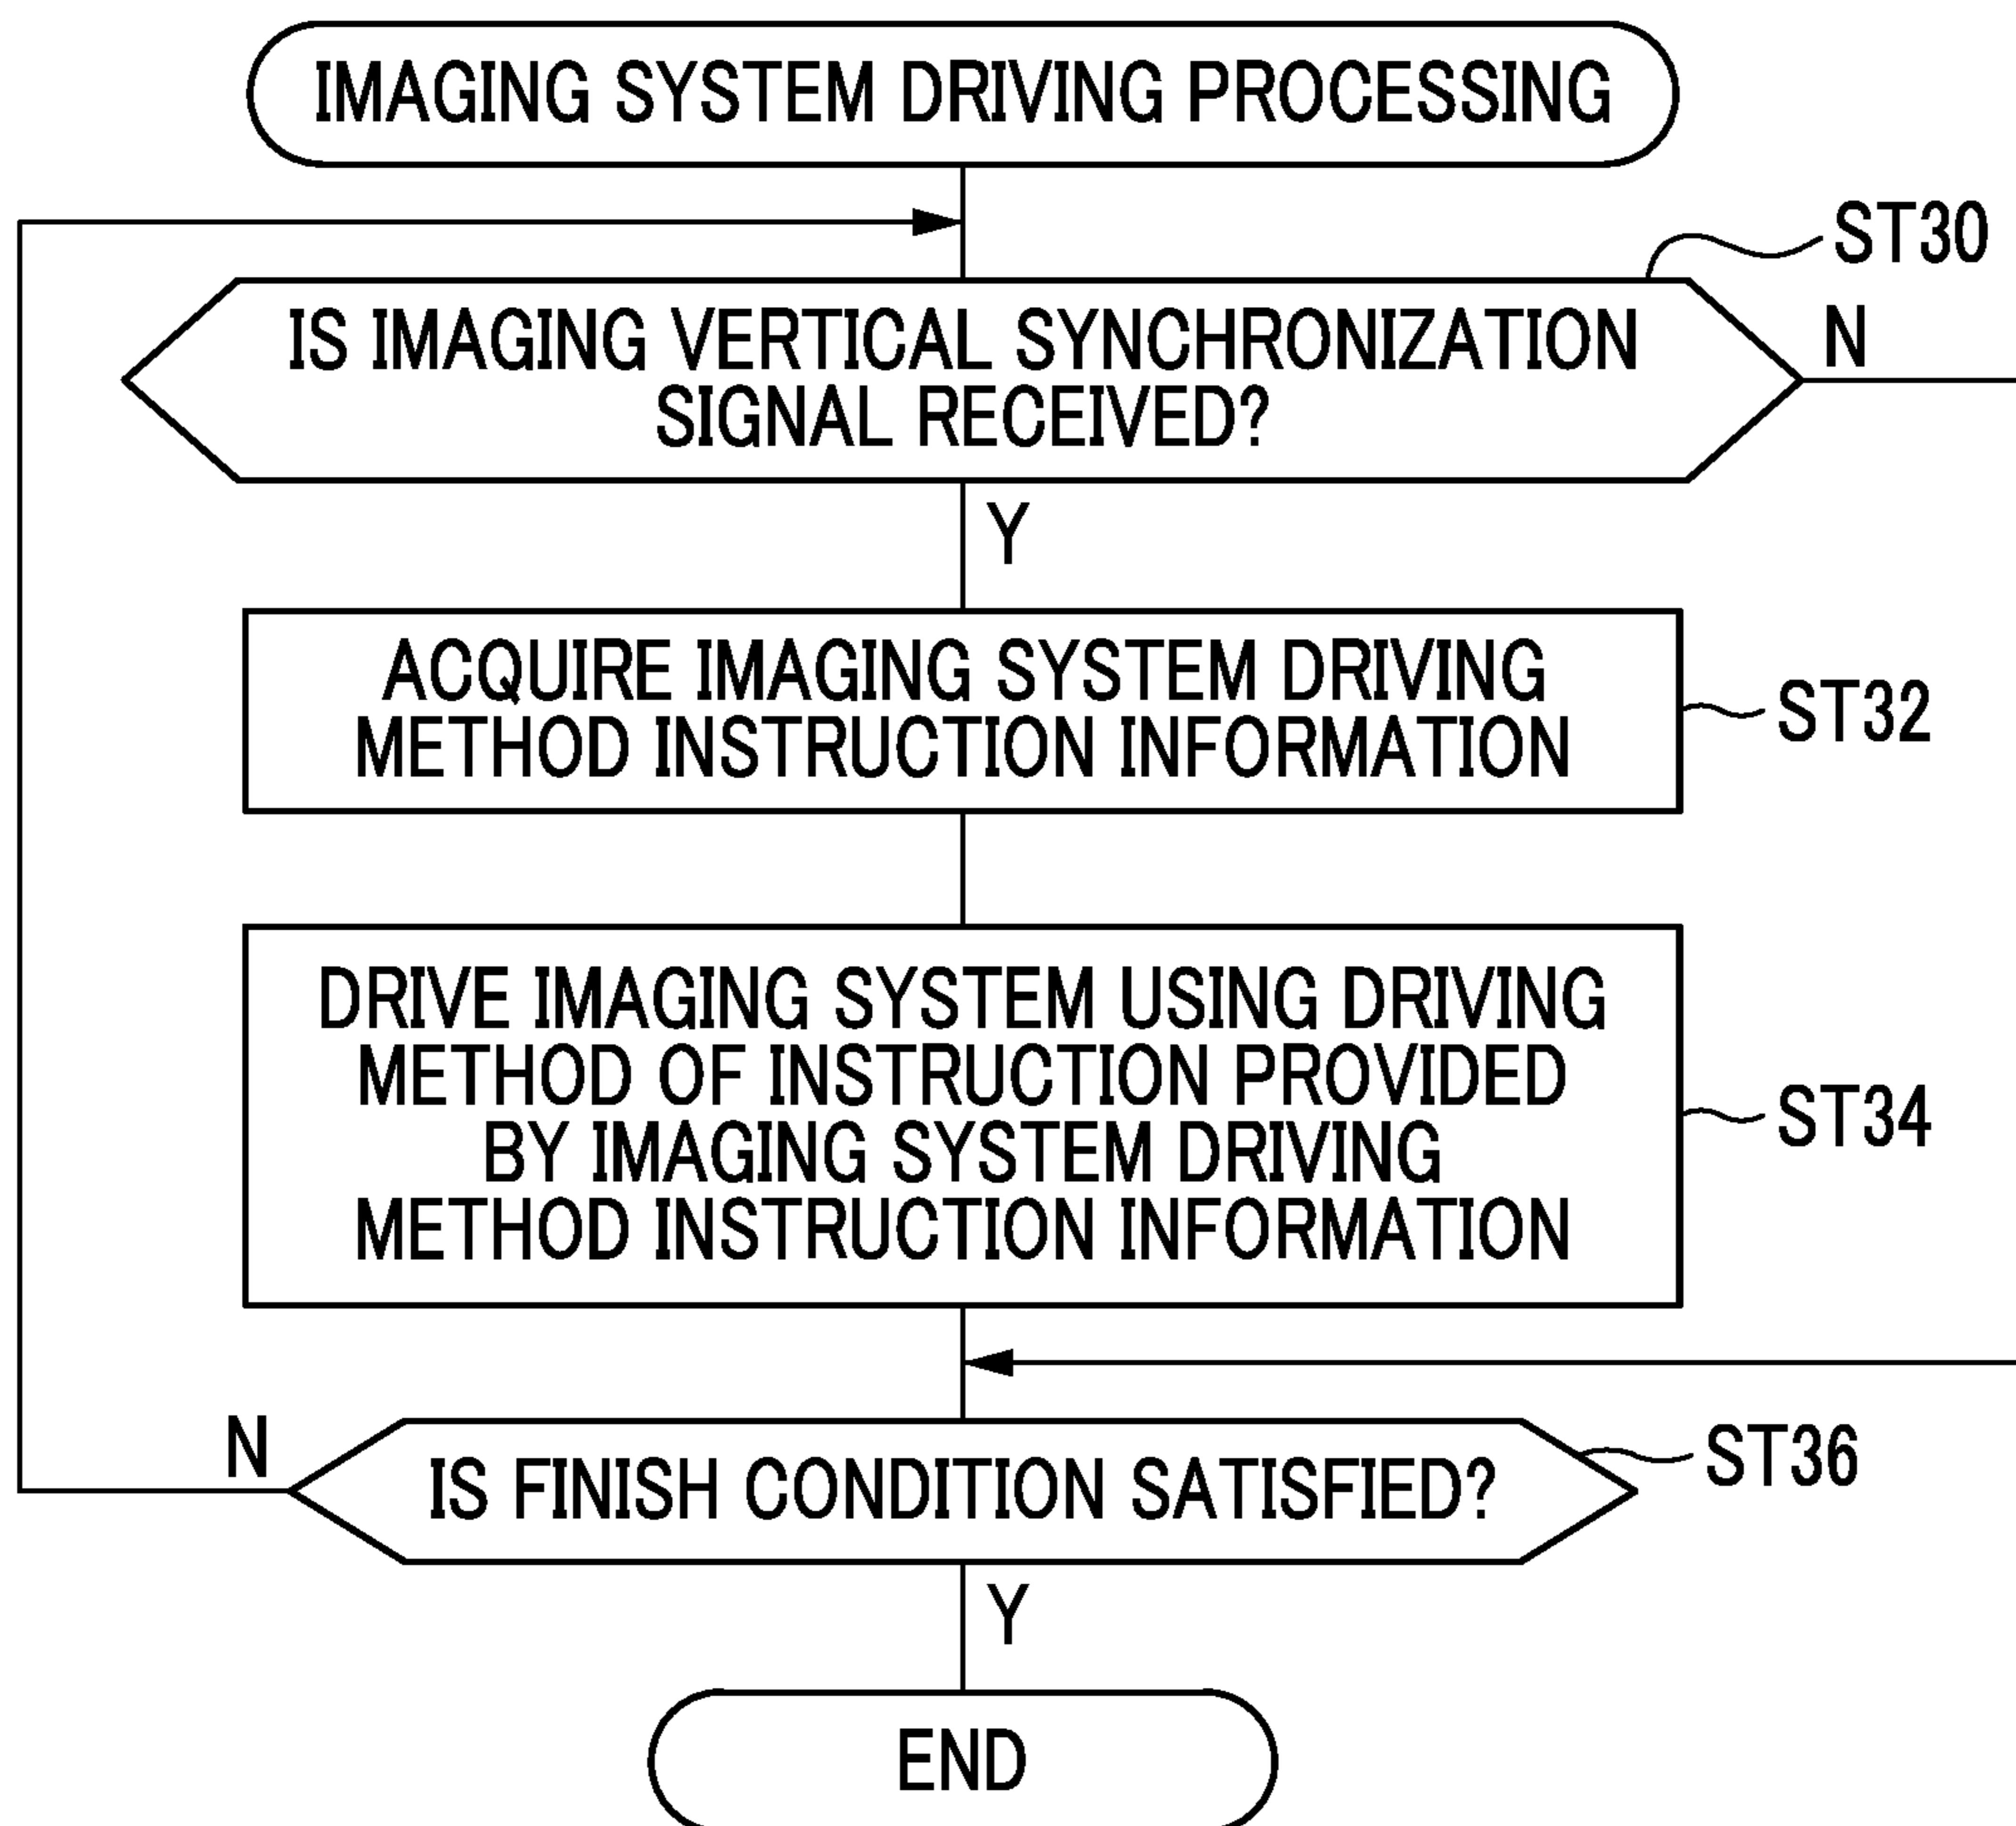 IMAGING SYSTEM DRIVING PROCESSING
ST30
IS IMAGING VERTICAL SYNCHRONIZATION
SIGNAL RECEIVED?
N
Y
ACQUIRE IMAGING SYSTEM DRIVING
METHOD INSTRUCTION INFORMATION
ST32
DRIVE IMAGING SYSTEM USING DRIVING
METHOD OF INSTRUCTION PROVIDED
BY IMAGING SYSTEM DRIVING
METHOD INSTRUCTION INFORMATION
ST34
N
IS FINISH CONDITION SATISFIED?
ST36
Y
END